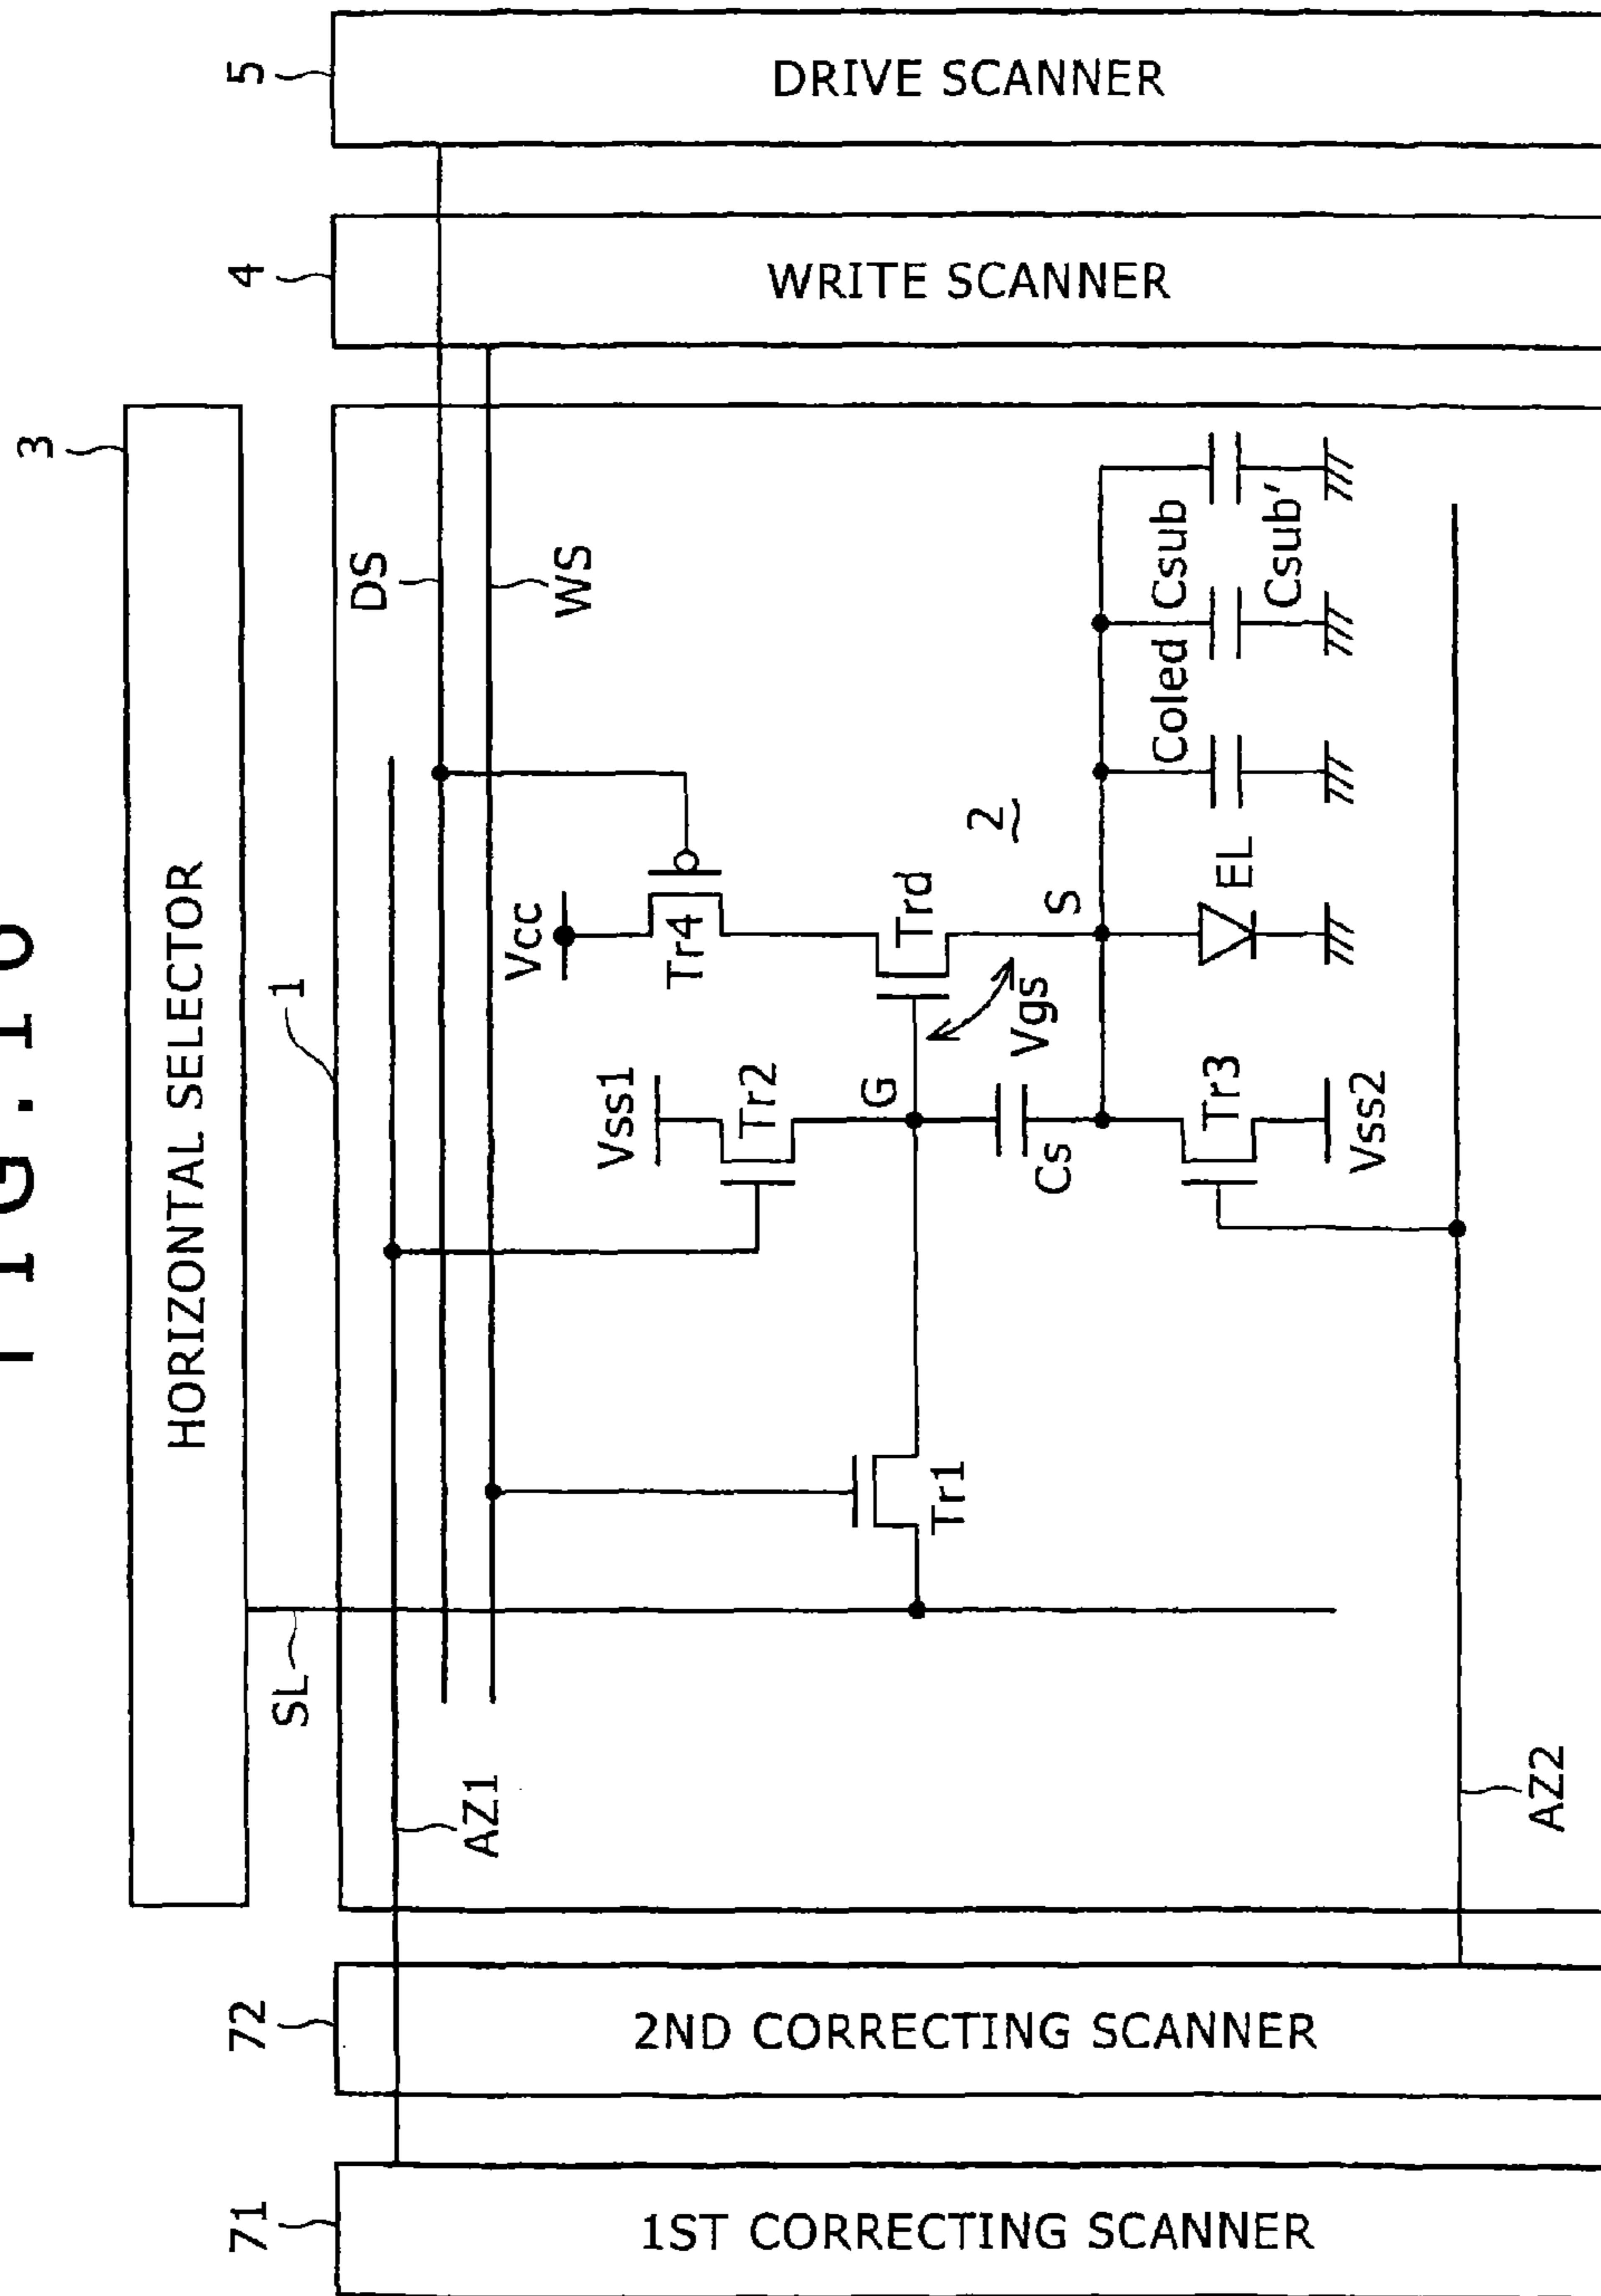 3
HORIZONTAL SELECTOR
71
72
SL
1
4
5
1ST CORRECTING SCANNER
2ND CORRECTING SCANNER
WRITE SCANNER
DRIVE SCANNER
AZ1
DS
WS
Vcc
Vss1
Tr2
Tr4
G
Trd
2
Tr1
Vgs
S
Cs
Tr3
EL
Coled
Csub
Csub'
Vss2
AZ2